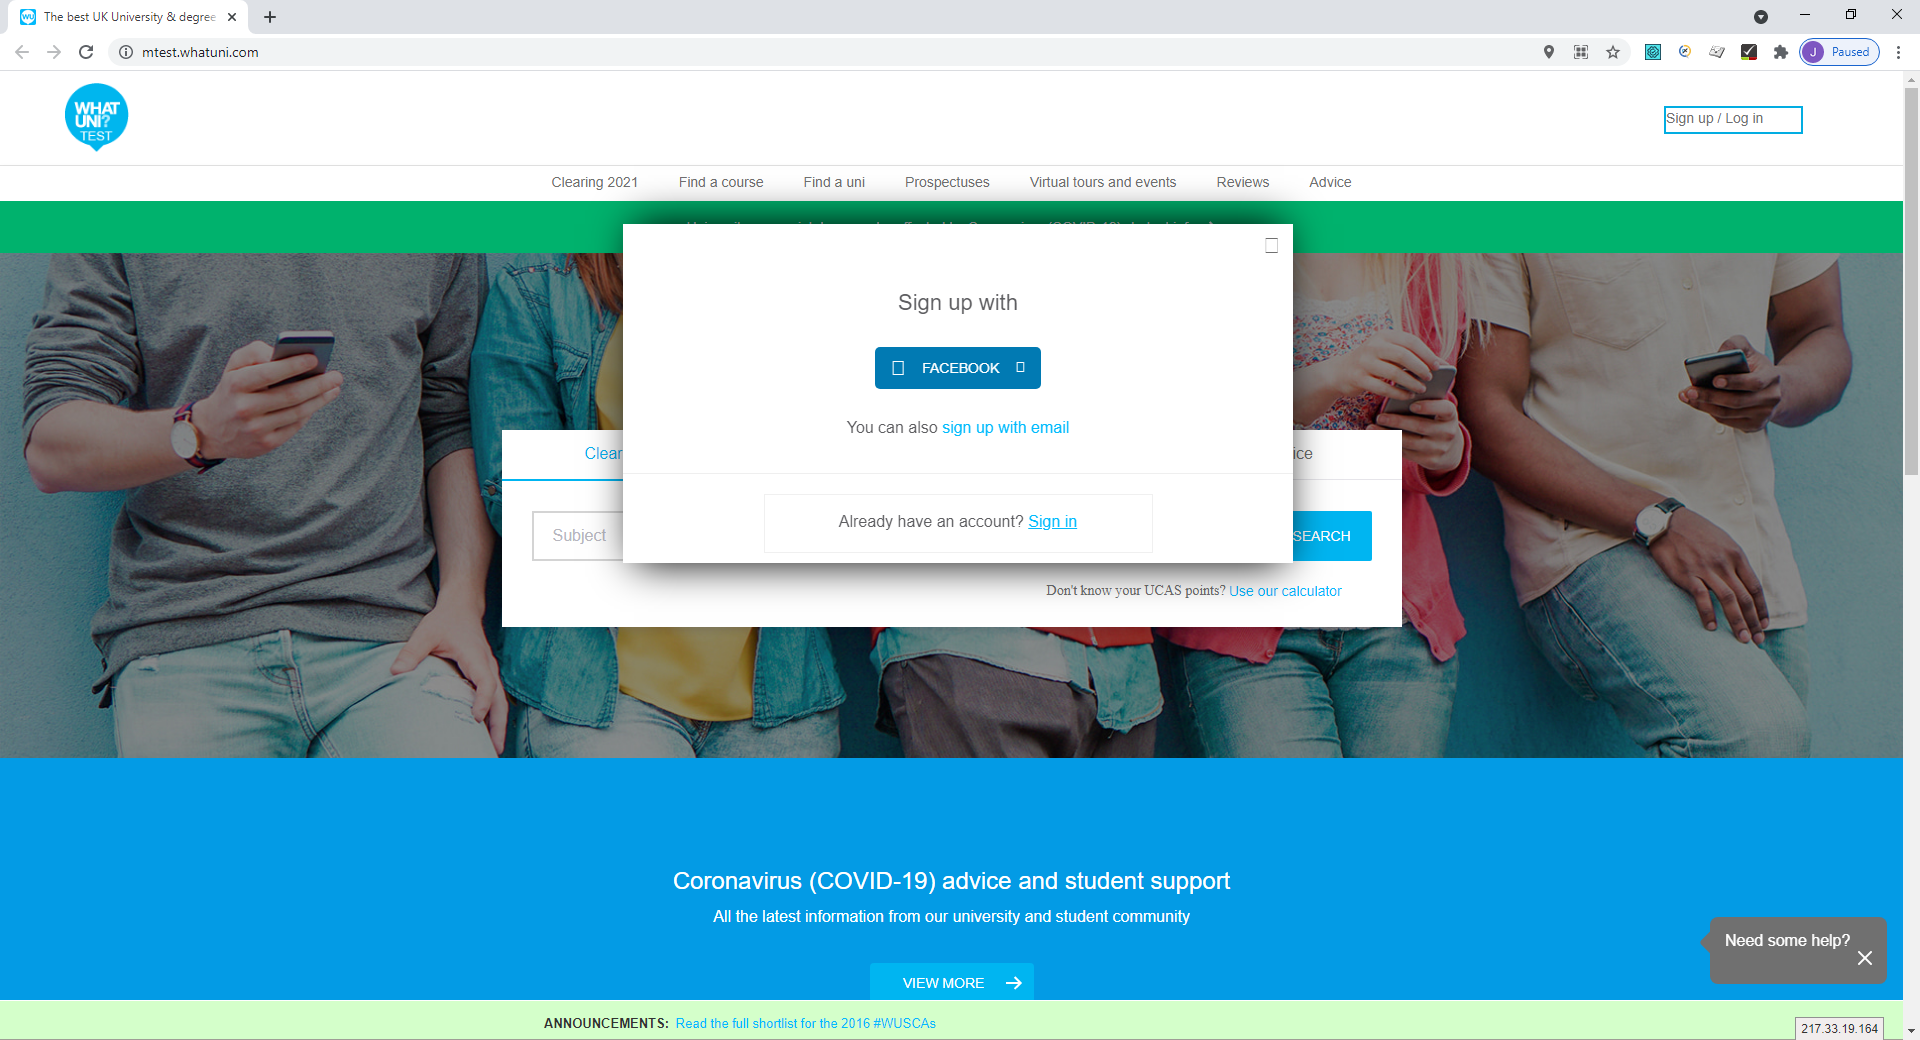 The best UK University & degree
mtest.whatuni.com
J Paused
WHAT
UNI?
TEST
Sign up / Log in
Clearing 2021 Find a course Find a uni Prospectuses Virtual tours and events Reviews Advice
Sign up with
FACEBOOK
You can also sign up with email
Clear
ice
Already have an account? Sign in
Subject
SEARCH
Don't know your UCAS points? Use our calculator
Coronavirus (COVID-19) advice and student support
All the latest information from our university and student community
Need some help?
VIEW MORE
ANNOUNCEMENTS: Read the full shortlist for the 2016 #WUSCAs
217.33.19.164